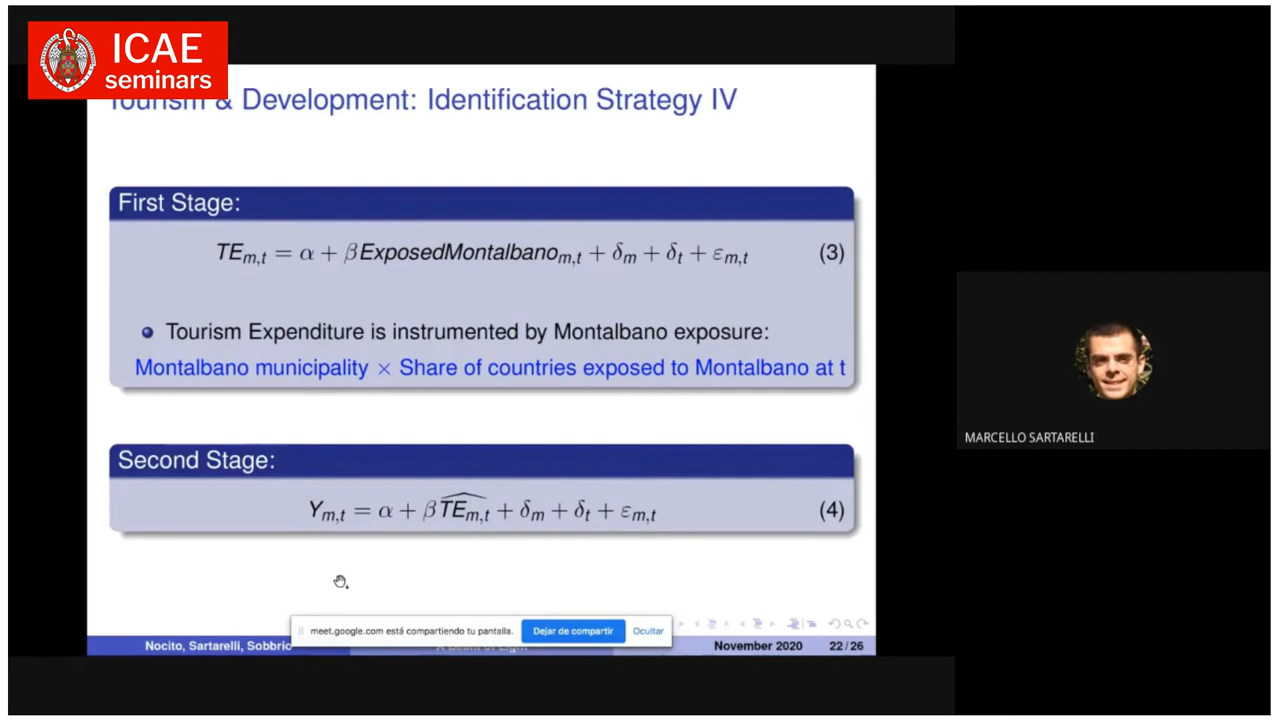 ICAE
seminars
Tourism & Development: Identification Strategy IV
First Stage:
TE_{m,t} = α + βExposedMontalbano_{m,t} + δ_m + δ_t + ε_{m,t} (3)
Tourism Expenditure is instrumented by Montalbano exposure:
Montalbano municipality × Share of countries exposed to Montalbano at t
MARCELLO SARTARELLI
Second Stage:
Y_{m,t} = α + β\widehat{TE_{m,t}} + δ_m + δ_t + ε_{m,t} (4)
meet.google.com está compartiendo tu pantalla. Dejar de compartir Ocultar
Nocito, Sartarelli, Sobbrio November 2020 22/26